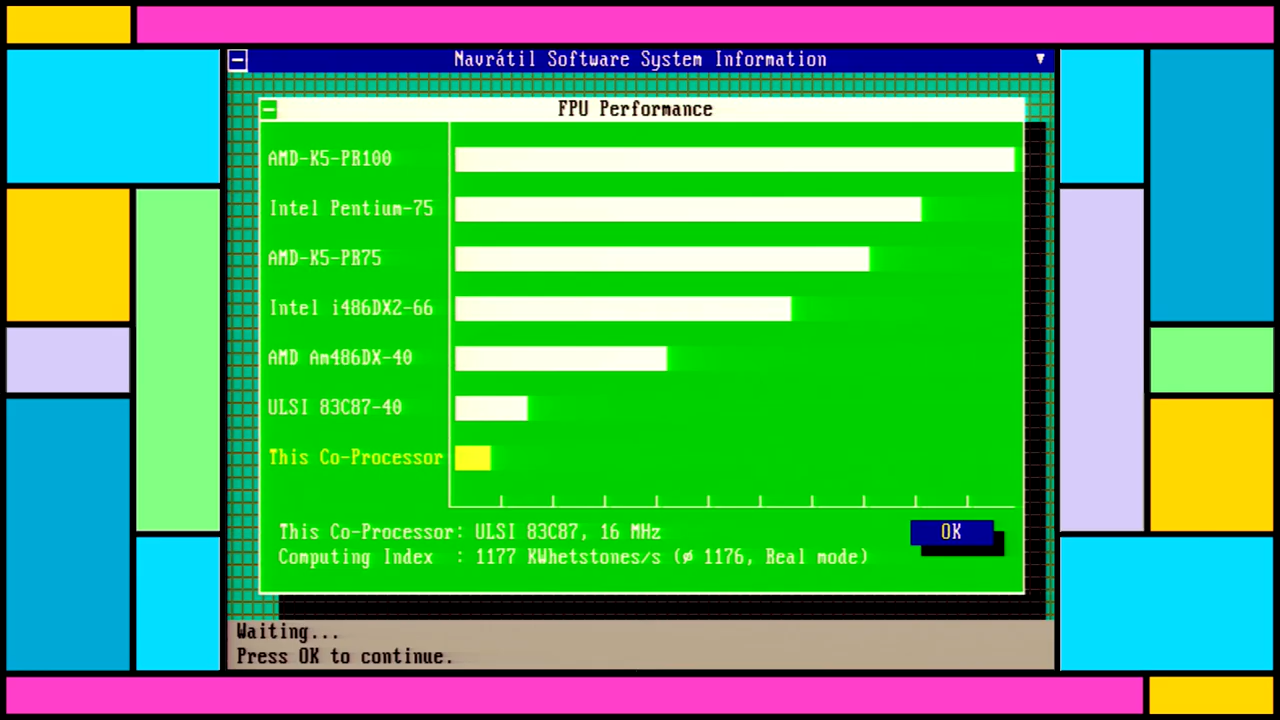 Navrátil Software System Information
FPU Performance
AMD-K5-PR100
Intel Pentium-75
AMD-K5-PR75
Intel i486DX2-66
AMD Am486DX-40
ULSI 83C87-40
This Co-Processor
This Co-Processor: ULSI 83C87, 16 MHz
OK
Computing Index : 1177 KWhetstones/s (ø 1176, Real mode)
Waiting...
Press OK to continue.